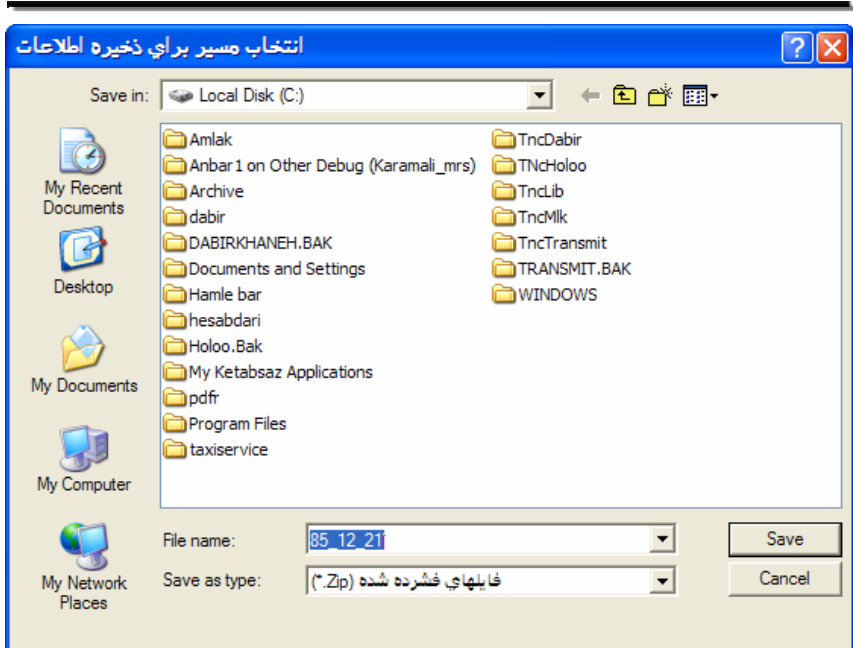 انتخاب مسير براي ذخيره اطلاعات
Save in: Local Disk (C:)
My Recent
Documents
Desktop
My Documents
My Computer
My Network
Places
Amlak
Anbar1 on Other Debug (Karamali_mrs)
Archive
dabir
DABIRKHANEH.BAK
Documents and Settings
Hamle bar
hesabdari
Holoo.Bak
My Ketabsaz Applications
pdfr
Program Files
taxiservice
TncDabir
TNcHoloo
TncLib
TncMlk
TncTransmit
TRANSMIT.BAK
WINDOWS
File name: 85_12_21
Save
Save as type: فايلهاي فشرده شده (*.Zip)
Cancel